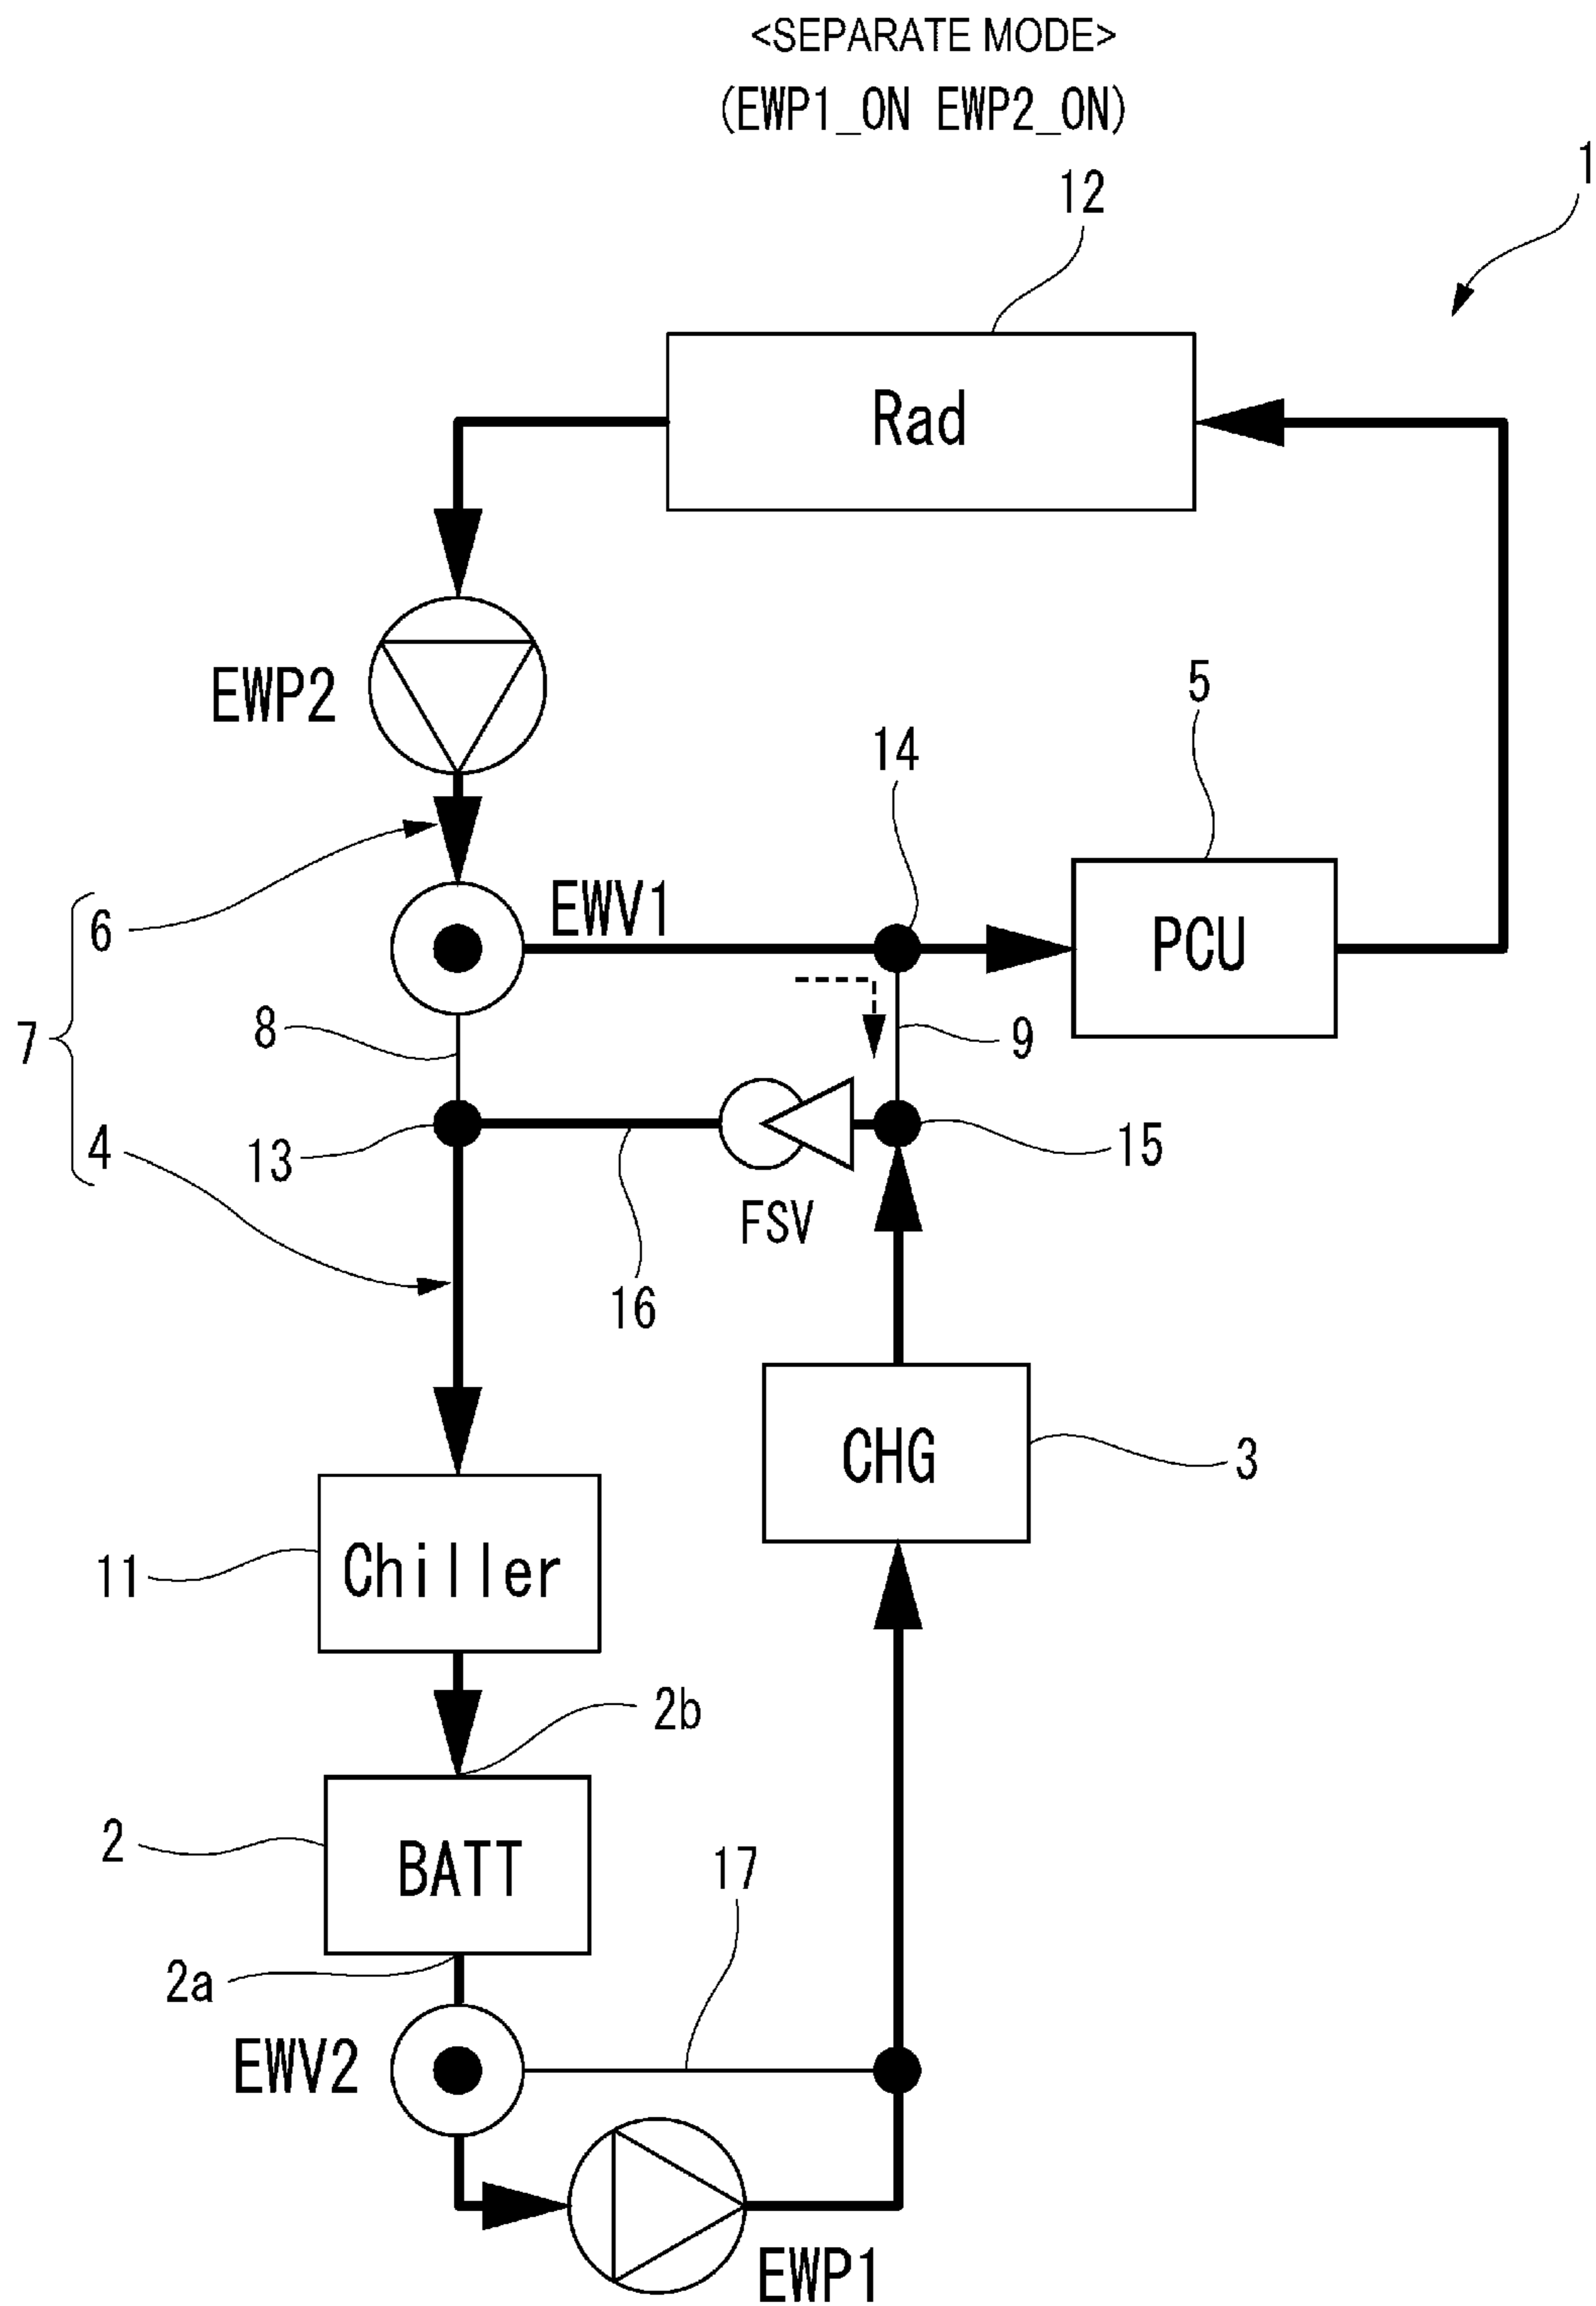 <SEPARATE MODE>
(EWP1_ON EWP2_ON)
1
12
Rad
EWP2
5
14
6
EWV1
PCU
7
8
9
4
13
15
FSV
16
CHG
3
11
Chiller
2b
2
BATT
17
2a
EWV2
EWP1